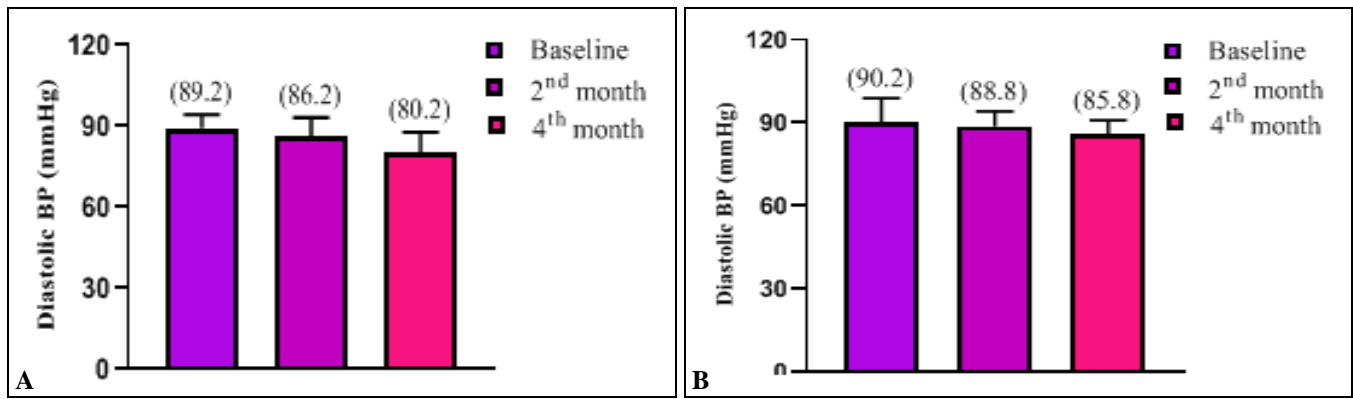 Diastolic BP (mmHg)
120
90
60
30
0
(89.2)
(86.2)
(80.2)
Baseline
2nd month
4th month
A
Diastolic BP (mmHg)
120
90
60
30
0
(90.2)
(88.8)
(85.8)
Baseline
2nd month
4th month
B